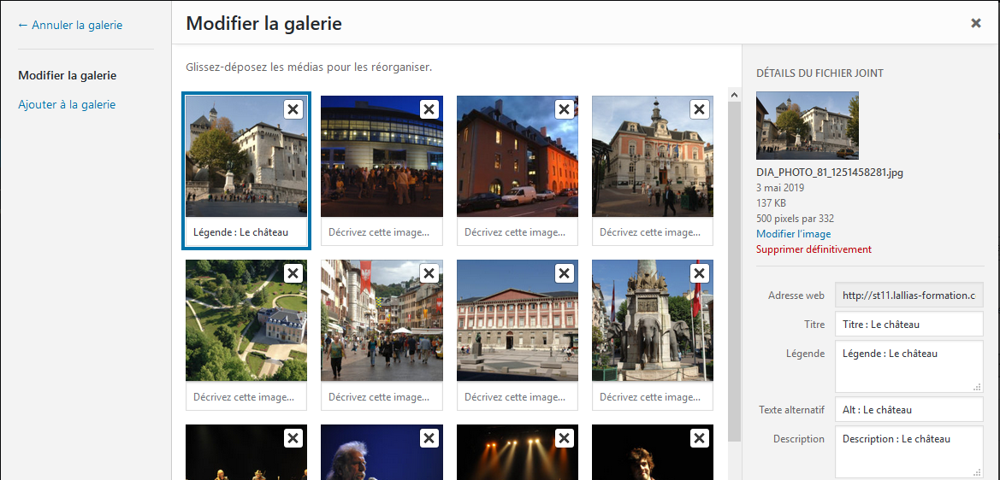 ← Annuler la galerie
Modifier la galerie
Ajouter à la galerie
Modifier la galerie
Glissez-déposez les médias pour les réorganiser.
Légende : Le château
Décrivez cette image…
Décrivez cette image…
Décrivez cette image…
Décrivez cette image…
Décrivez cette image…
Décrivez cette image…
Décrivez cette image…
DÉTAILS DU FICHIER JOINT
DIA_PHOTO_81_1251458281.jpg
3 mai 2019
137 KB
500 pixels par 332
Modifier l’image
Supprimer définitivement
Adresse web http://st11.lallias-formation.c
Titre Titre : Le château
Légende Légende : Le château
Texte alternatif Alt : Le château
Description Description : Le château